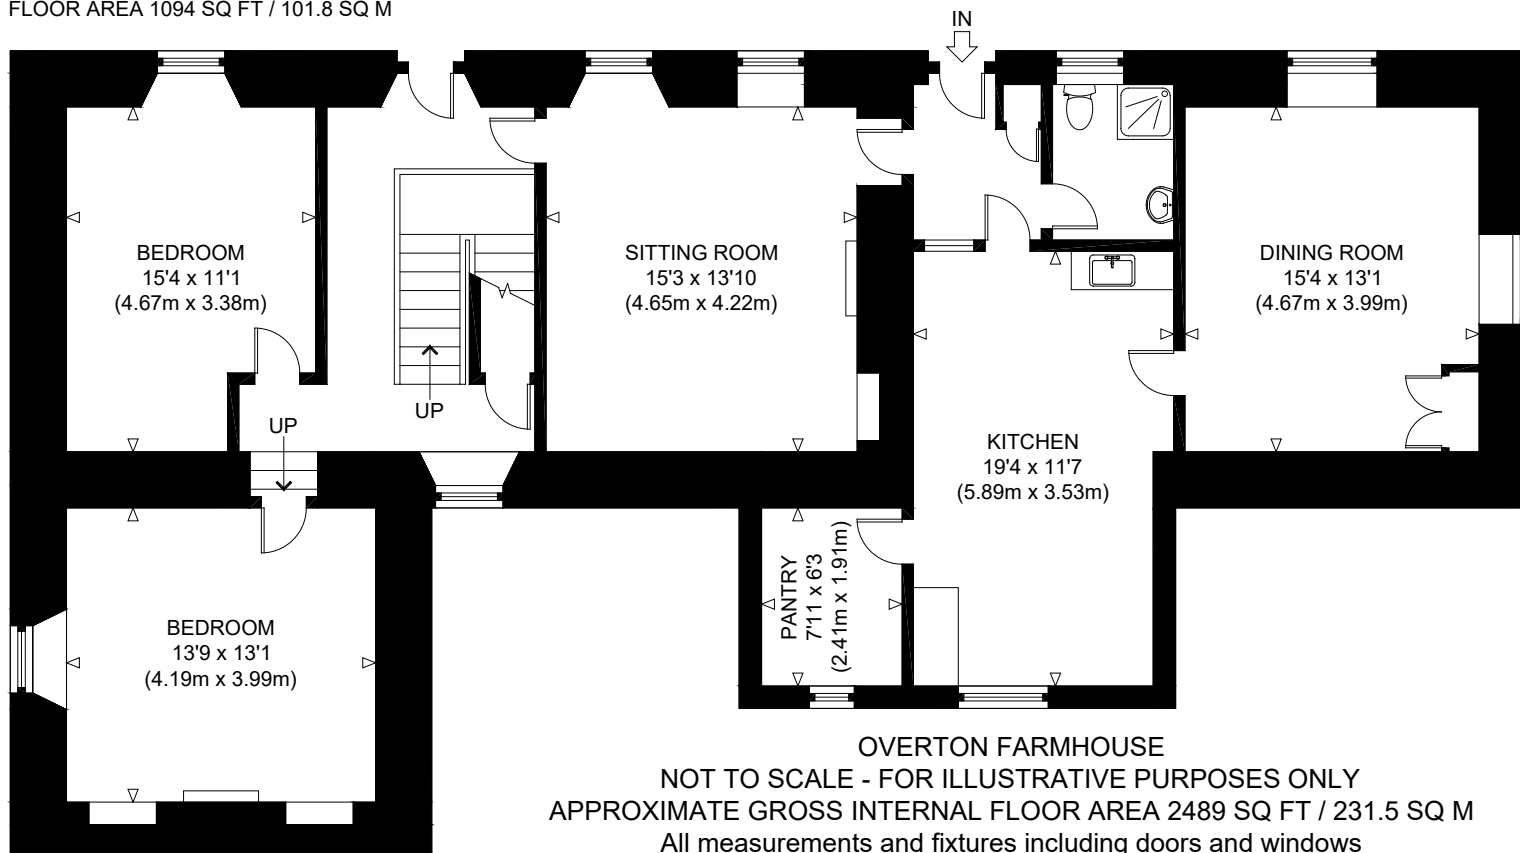 FLOOR AREA 1094 SQ FT / 101.8 SQ M
IN
BEDROOM
15'4 x 11'1
(4.67m x 3.38m)
SITTING ROOM
15'3 x 13'10
(4.65m x 4.22m)
DINING ROOM
15'4 x 13'1
(4.67m x 3.99m)
UP
UP
KITCHEN
19'4 x 11'7
(5.89m x 3.53m)
PANTRY
7'11 x 6'3
(2.41m x 1.91m)
BEDROOM
13'9 x 13'1
(4.19m x 3.99m)
OVERTON FARMHOUSE
NOT TO SCALE - FOR ILLUSTRATIVE PURPOSES ONLY
APPROXIMATE GROSS INTERNAL FLOOR AREA 2489 SQ FT / 231.5 SQ M
All measurements and fixtures including doors and windows